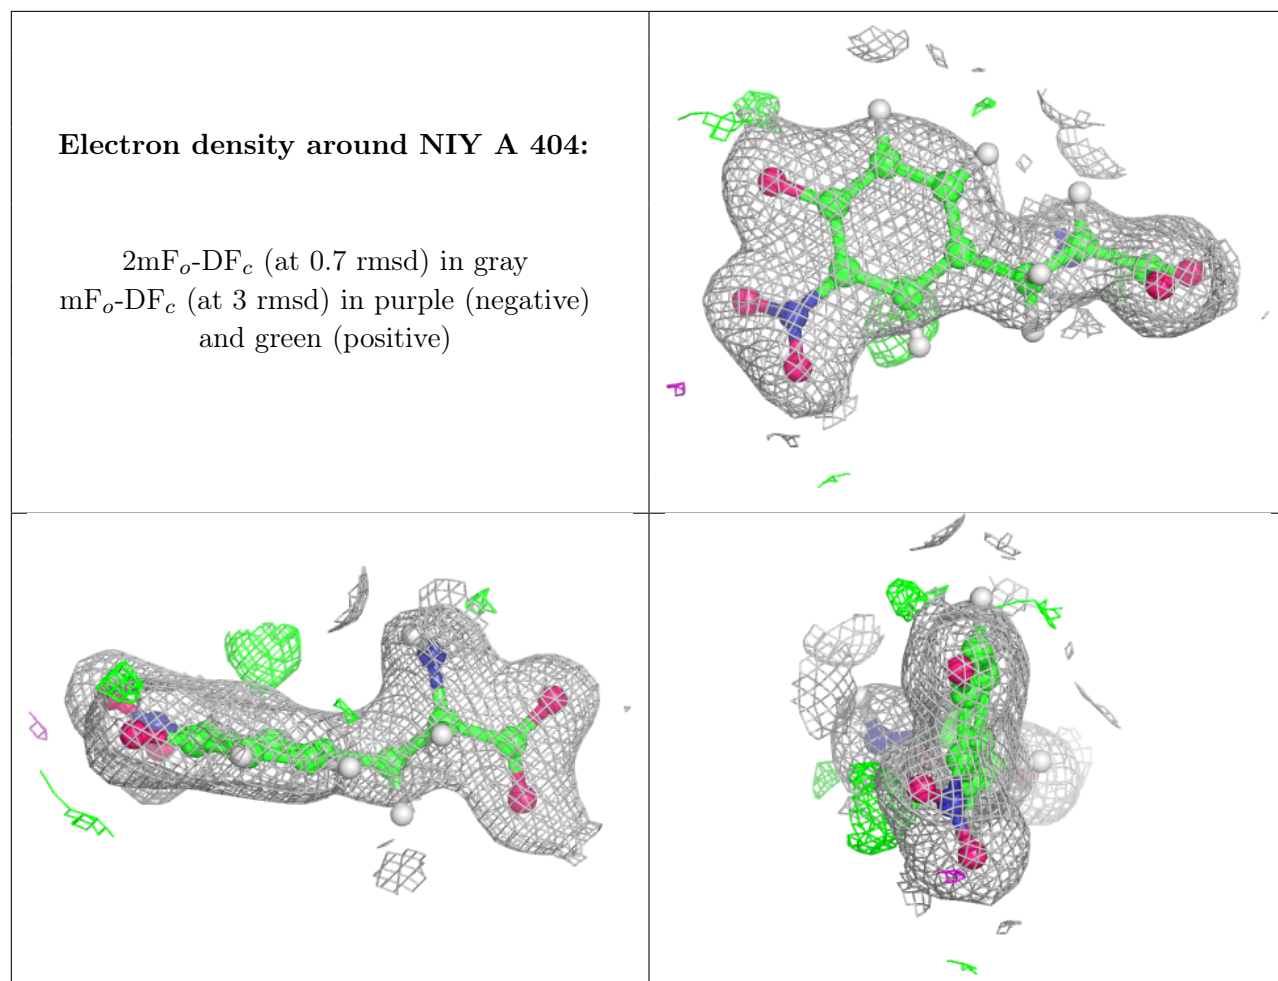 Electron density around NIY A 404:
2mFo-DFc (at 0.7 rmsd) in gray
mFo-DFc (at 3 rmsd) in purple (negative)
and green (positive)